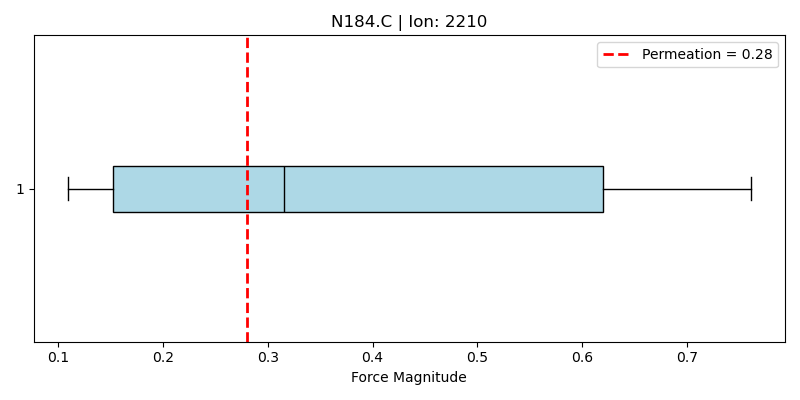 N184.C | Ion: 2210
Permeation = 0.28
1
0.1 0.2 0.3 0.4 0.5 0.6 0.7
Force Magnitude